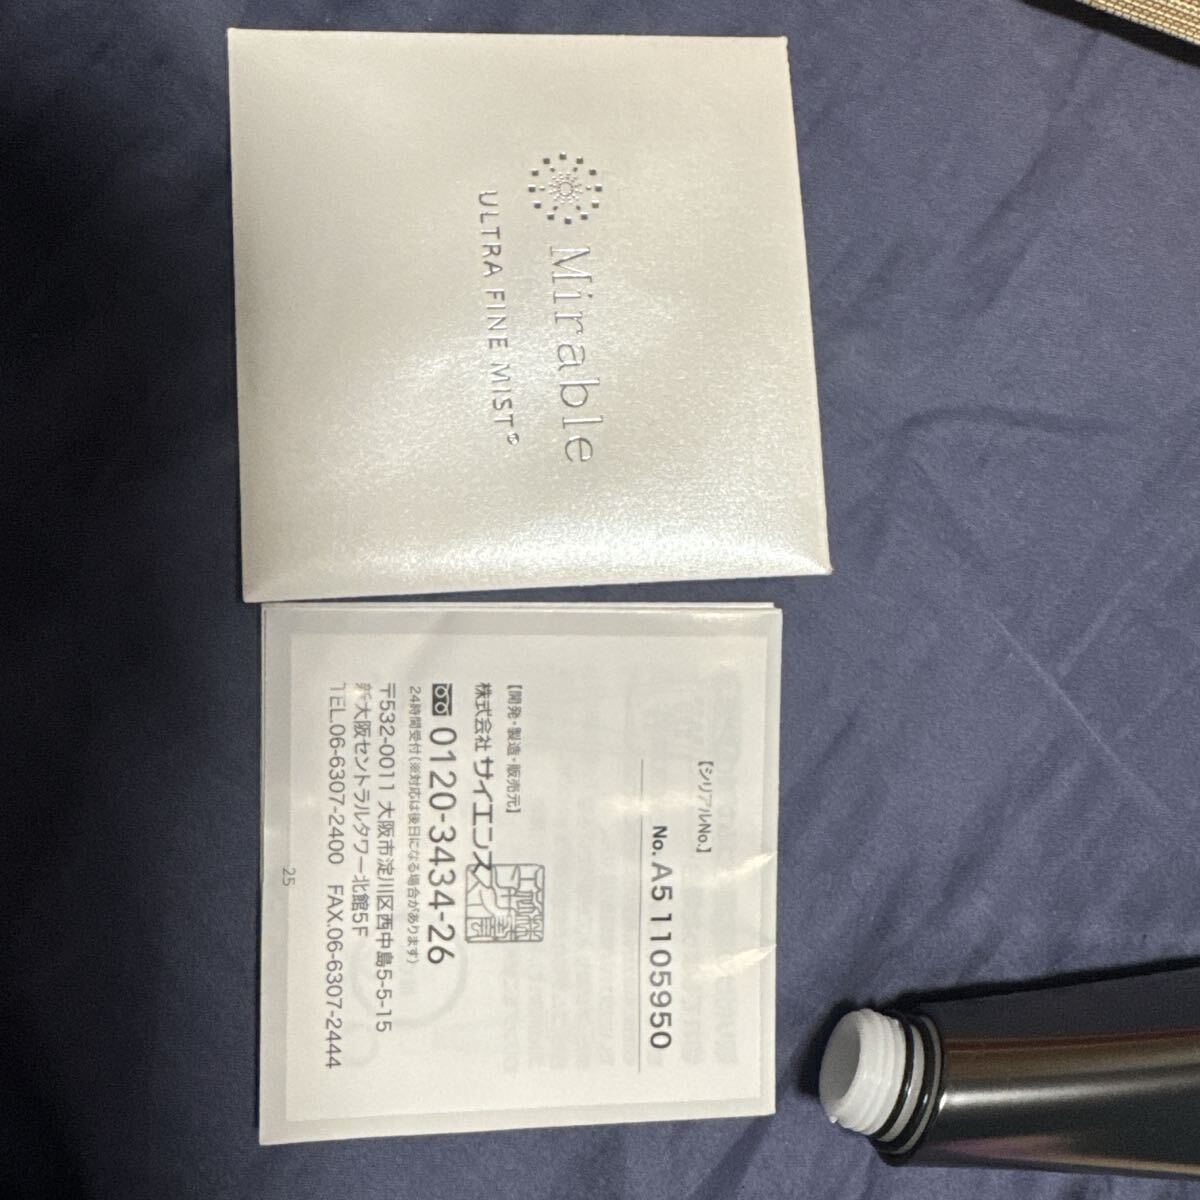 Mirable
ULTRA FINE MIST®
【シリアルNo.】
No. A51105950
【開発・製造・販売元】
株式会社 サイエンス
0120-3434-26
24時間受付(※対応は後日になる場合があります)
〒532-0011 大阪市淀川区西中島5-5-15
新大阪セントラルタワー北館5F
TEL.06-6307-2400 FAX.06-6307-2444
25